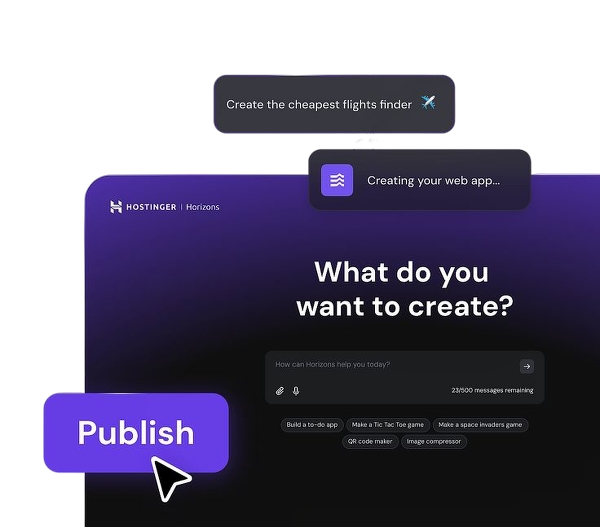 Create the cheapest flights finder
Creating your web app...
HOSTINGER | Horizons
What do you
want to create?
How can Horizons help you today?
23/500 messages remaining
Publish
Build a to-do app
Make a Tic Tac Toe game
Make a space invaders game
QR code maker
Image compressor